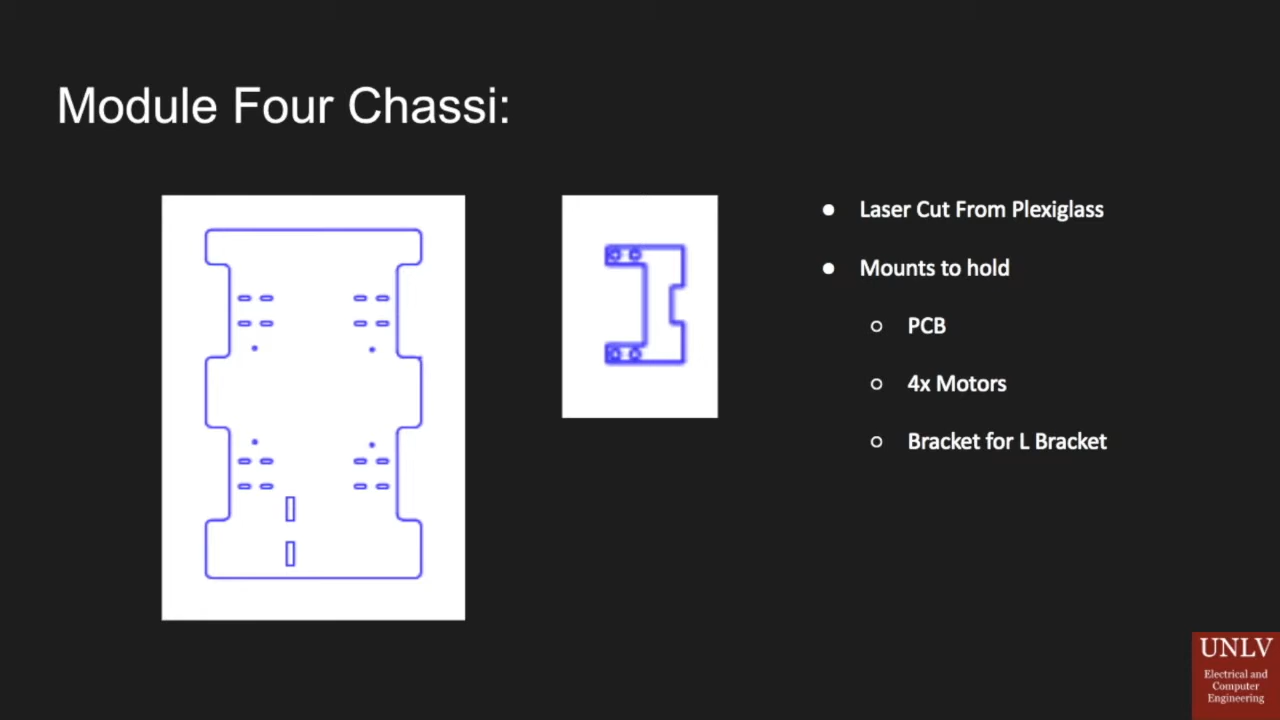 Module Four Chassi:
Laser Cut From Plexiglass
Mounts to hold
PCB
4x Motors
Bracket for L Bracket
UNLV
Electrical and
Computer
Engineering